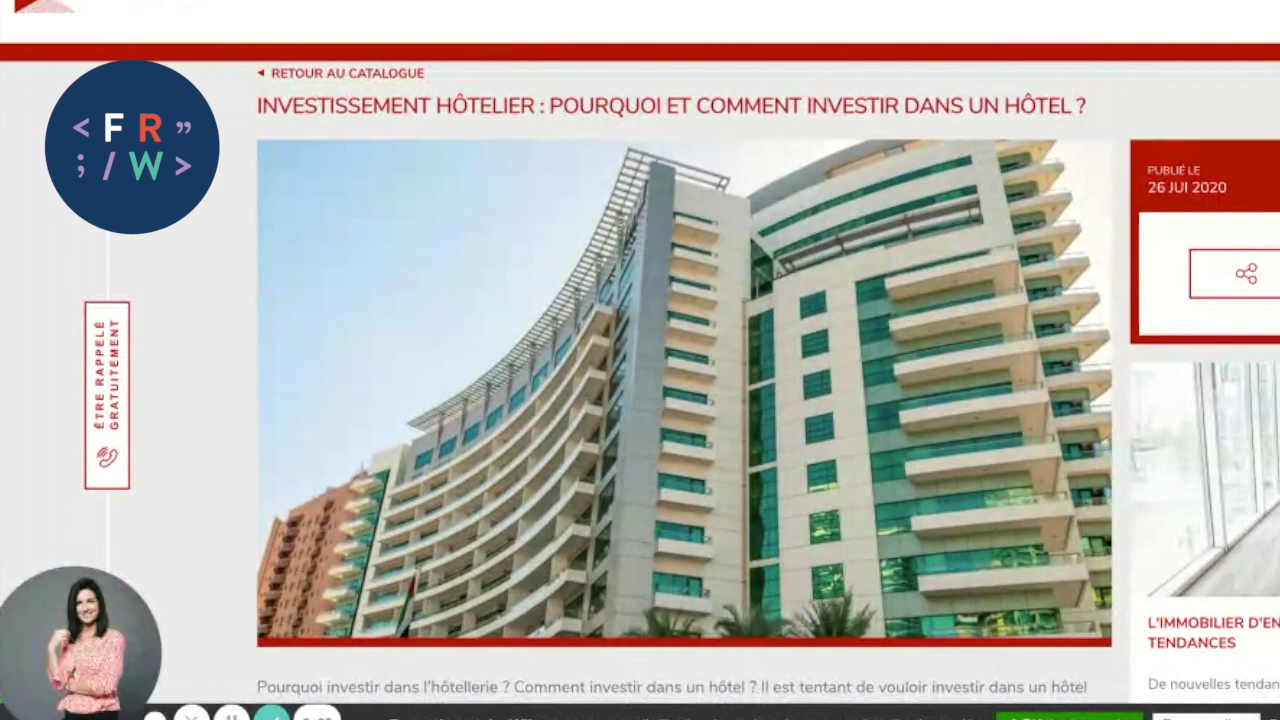 RETOUR AU CATALOGUE
INVESTISSEMENT HÔTELIER : POURQUOI ET COMMENT INVESTIR DANS UN HÔTEL ?
< F R ”
; / W >
PUBLIÉ LE
26 JUI 2020
ÊTRE RAPPELÉ
GRATUITEMENT
L'IMMOBILIER D'EN
TENDANCES
Pourquoi investir dans l'hôtellerie ? Comment investir dans un hôtel ? Il est tentant de vouloir investir dans un hôtel
De nouvelles tendan